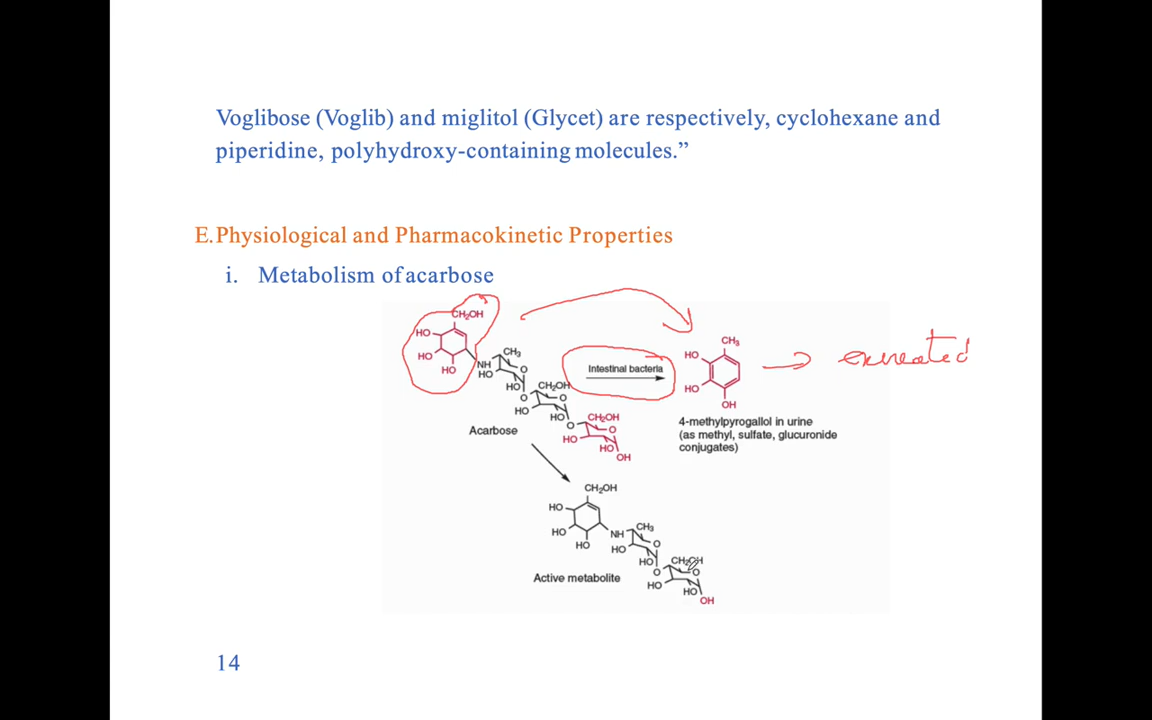 Voglibose (Voglib) and miglitol (Glycet) are respectively, cyclohexane and
piperidine, polyhydroxy-containing molecules.”
E.Physiological and Pharmacokinetic Properties
i. Metabolism of acarbose
CH₂OH
HO
HO
HO
NH
CH₃
O
HO
HO
O
CH₂OH
O
HO
HO
O
CH₂OH
O
HO
HO
OH
Acarbose
Intestinal bacteria
CH₃
HO
HO
OH
excreated
4-methylpyrogallol in urine
(as methyl, sulfate, glucuronide
conjugates)
CH₂OH
HO
HO
HO
NH
CH₃
O
HO
HO
O
CH₂OH
O
HO
HO
OH
Active metabolite
14